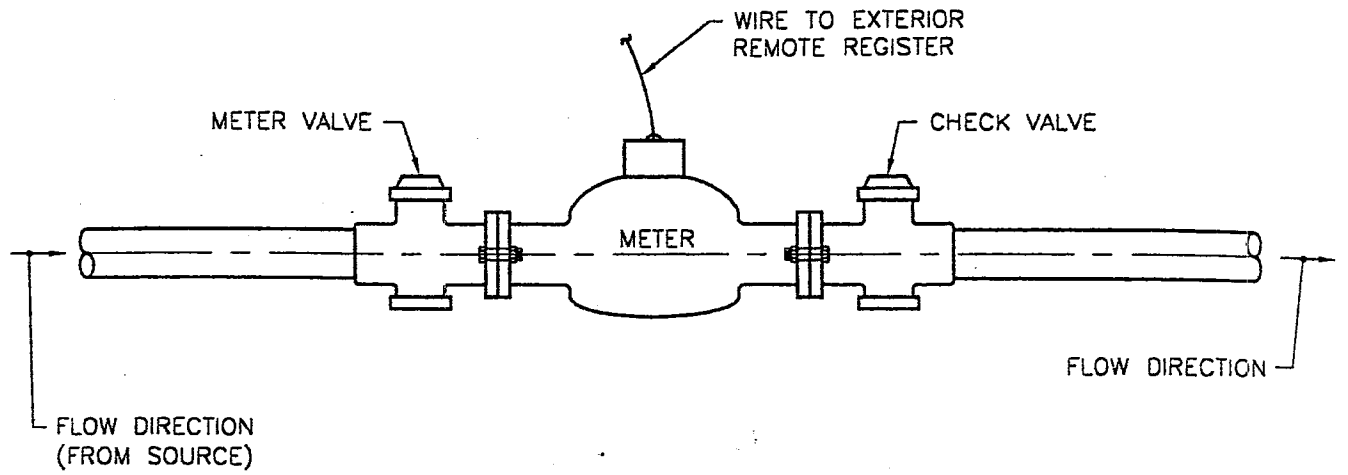 WIRE TO EXTERIOR
REMOTE REGISTER
METER VALVE
CHECK VALVE
METER
FLOW DIRECTION
FLOW DIRECTION
(FROM SOURCE)